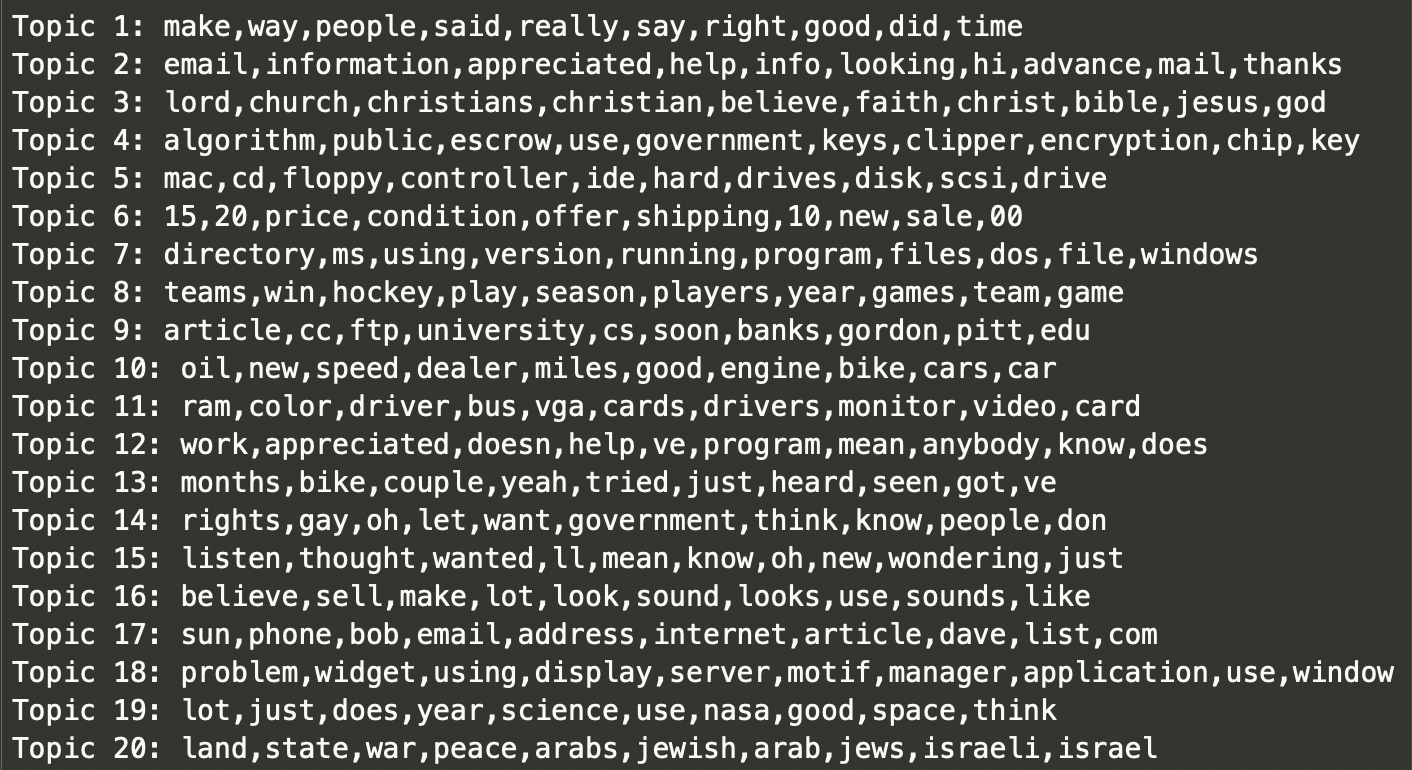 Topic 1: make,way,people,said,really,say,right,good,did,time
Topic 2: email,information,appreciated,help,info,looking,hi,advance,mail,thanks
Topic 3: lord,church,christians,christian,believe,faith,christ,bible,jesus,god
Topic 4: algorithm,public,escrow,use,government,keys,clipper,encryption,chip,key
Topic 5: mac,cd,floppy,controller,ide,hard,drives,disk,scsi,drive
Topic 6: 15,20,price,condition,offer,shipping,10,new,sale,00
Topic 7: directory,ms,using,version,running,program,files,dos,file,windows
Topic 8: teams,win,hockey,play,season,players,year,games,team,game
Topic 9: article,cc,ftp,university,cs,soon,banks,gordon,pitt,edu
Topic 10: oil,new,speed,dealer,miles,good,engine,bike,cars,car
Topic 11: ram,color,driver,bus,vga,cards,drivers,monitor,video,card
Topic 12: work,appreciated,doesn,help,ve,program,mean,anybody,know,does
Topic 13: months,bike,couple,yeah,tried,just,heard,seen,got,ve
Topic 14: rights,gay,oh,let,want,government,think,know,people,don
Topic 15: listen,thought,wanted,ll,mean,know,oh,new,wondering,just
Topic 16: believe,sell,make,lot,look,sound,looks,use,sounds,like
Topic 17: sun,phone,bob,email,address,internet,article,dave,list,com
Topic 18: problem,widget,using,display,server,motif,manager,application,use,window
Topic 19: lot,just,does,year,science,use,nasa,good,space,think
Topic 20: land,state,war,peace,arabs,jewish,arab,jews,israeli,israel